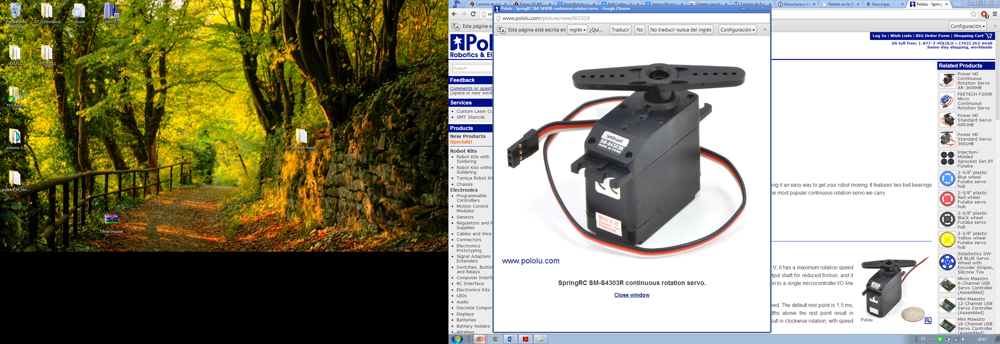 Papelera de
reciclaje
AT_Commands
sscom
sscom32E
MARIA
PRUEBAS
TFG_Maria
arduino-1.0
07-agosto-func...
prueba_bt_libr...
Timer-master
Colonia de rob
Piezas 3D RPC
ProtoBot by av
Ball Caster - Pa
Sensor Plugin f
Cliente-servido
Trabajo de Fin
Estructura y rec
Robots en la EE
Descargas
Pololu - Spring
Pololu - SpringRC SM-S4303R continuous rotation servo. - Google Chrome
www.pololu.com/picture/view/0J2319
Esta página es
Esta página está escrita en inglés ¿Qui... Traducir No No traducir nunca del inglés Configuración
Configuración
Pol
Robotics & Ele
Log In | Wish Lists | BIG Order Form | Shopping Cart
US toll free: 1-877-7-POLOLU ~ (702) 262-6648
Same-day shipping, worldwide
Search
Feedback
Comments or quest
(opens in new wind
Services
Custom Laser Cu
SMT Stencils
Products
New Products
Specials!
Robot Kits
Robot Kits with
Soldering
Robot Kits witho
Soldering
Tamiya Robot Kit
Chassis
Electronics
Programmable
Controllers
Motion Control
Modules
Sensors
Regulators and P
Supplies
Cables and Wire
Connectors
Electronics
Prototyping
Signal Adapters
Extenders
Switches, Button
and Relays
Computer Interfa
RC Interface
Electronics Kits
LEDs
Audio
Discrete Compon
Displays
Batteries
Battery Holders
Wireless
SPRINGRC
SM-S4303R
MADE IN CHINA
撕毁无效
Warranty Void
If Removed
www.pololu.com
SpringRC SM-S4303R continuous rotation servo.
Close window
ing it an easy way to get your robot moving. It features two ball bearings
he most popular continuous rotation servo we carry.
V, it has a maximum rotation speed
tput shaft for reduced friction, and it
on to a single microcontroller I/O line
eed. The default rest point is 1.5 ms,
dths above the rest point result in
sult in clockwise rotation, with speed
Pololu
Related Products
Power HD
Continuous
Rotation Servo
AR-3606HB
FEETECH FS90R
Micro
Continuous
Rotation Servo
Power HD
Standard Servo
6001HB
Power HD
Standard Servo
3001HB
Injection-
Molded
Sprocket Set 8T
Futaba
2-5/8" plastic
Blue wheel
Futaba servo
hub
2-5/8" plastic
Red wheel
Futaba servo
hub
2-5/8" plastic
Black wheel
Futaba servo
hub
2-5/8" plastic
Yellow wheel
Futaba servo
hub
Solarbotics SW-
LB BLUE Servo
Wheel with
Encoder Stripes,
Silicone Tire
Micro Maestro
6-Channel USB
Servo Controller
(Assembled)
Mini Maestro
12-Channel USB
Servo Controller
(Assembled)
Mini Maestro
18-Channel USB
Servo Controller
(Assembled)
ES
20:47